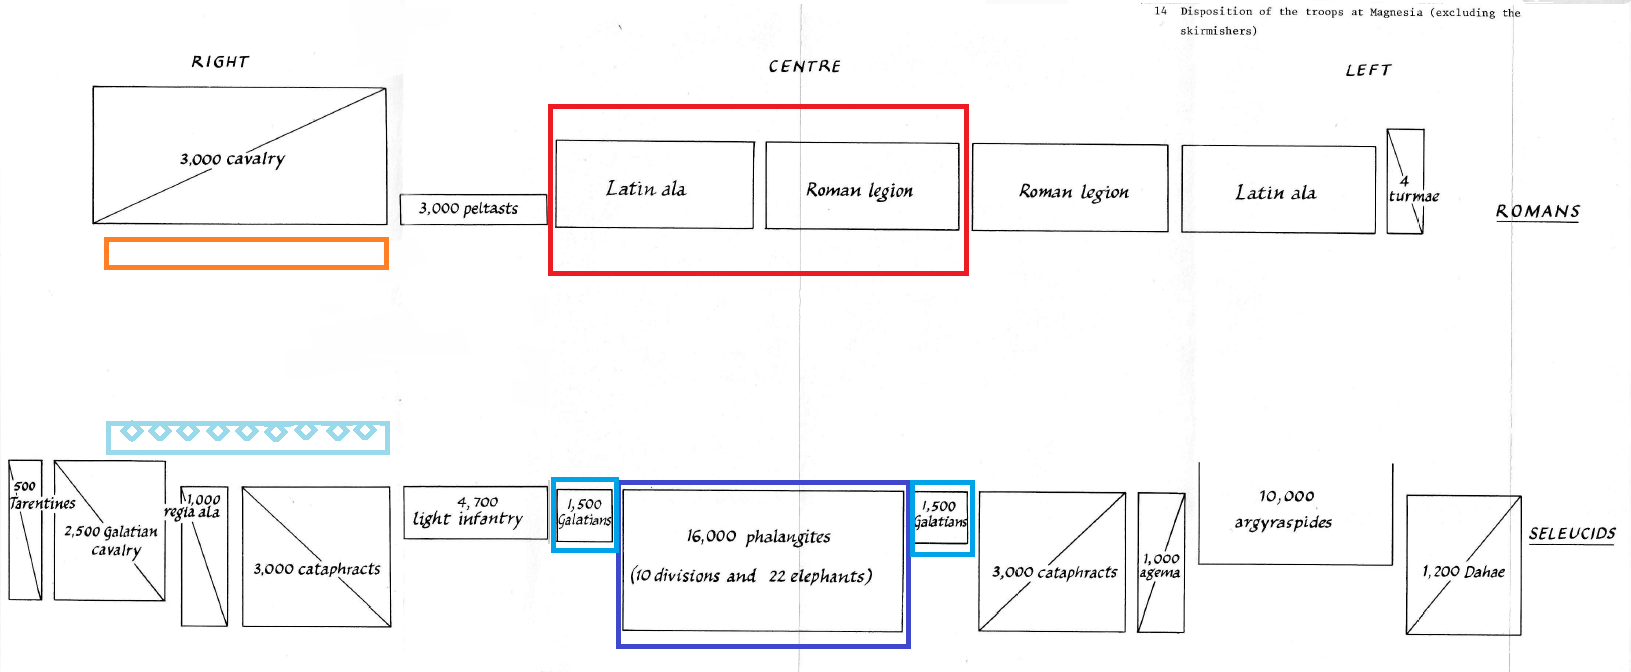 14 Disposition of the troops at Magnesia (excluding the
skirmishers)
RIGHT
CENTRE
LEFT
3,000 cavalry
3,000 peltasts
Latin ala
Roman legion
Roman legion
Latin ala
4
turmae
ROMANS
500
Tarentines
2,500 Galatian
cavalry
1,000
regia ala
3,000 cataphracts
4,700
light infantry
1,500
Galatians
16,000 phalangites
(10 divisions and 22 elephants)
1,500
Galatians
3,000 cataphracts
1,000
agema
10,000
argyraspides
1,200 Dahae
SELEUCIDS